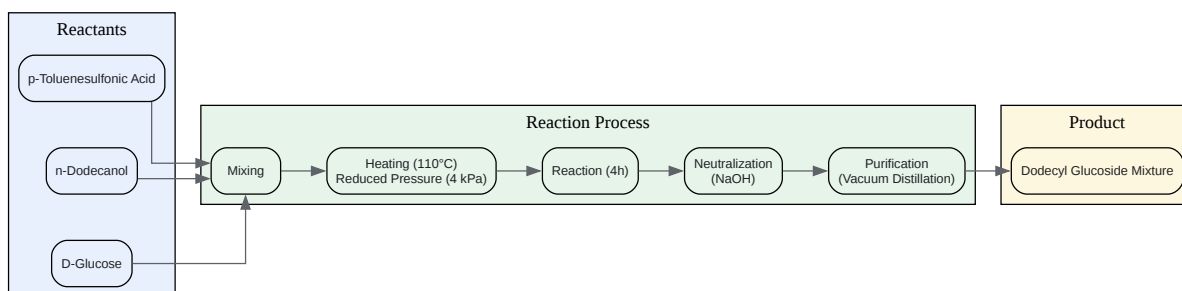 Reactants
p-Toluenesulfonic Acid
n-Dodecanol
D-Glucose
Reaction Process
Mixing
Heating (110°C)
Reduced Pressure (4 kPa)
Reaction (4h)
Neutralization
(NaOH)
Purification
(Vacuum Distillation)
Product
Dodecyl Glucoside Mixture